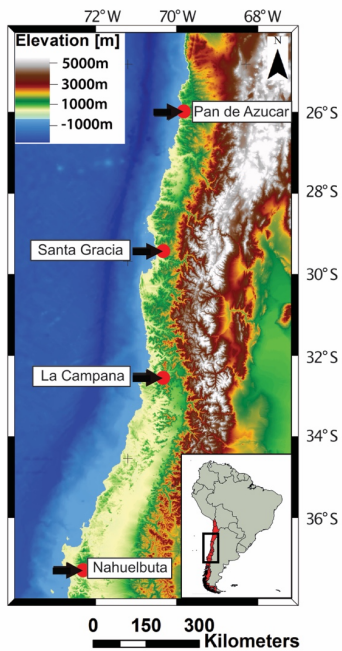 72°W 70°W 68°W
Elevation [m]
5000m
3000m
1000m
-1000m
N
Pan de Azucar
26°S
28°S
Santa Gracia
30°S
La Campana
32°S
34°S
36°S
Nahuelbuta
0 150 300
Kilometers